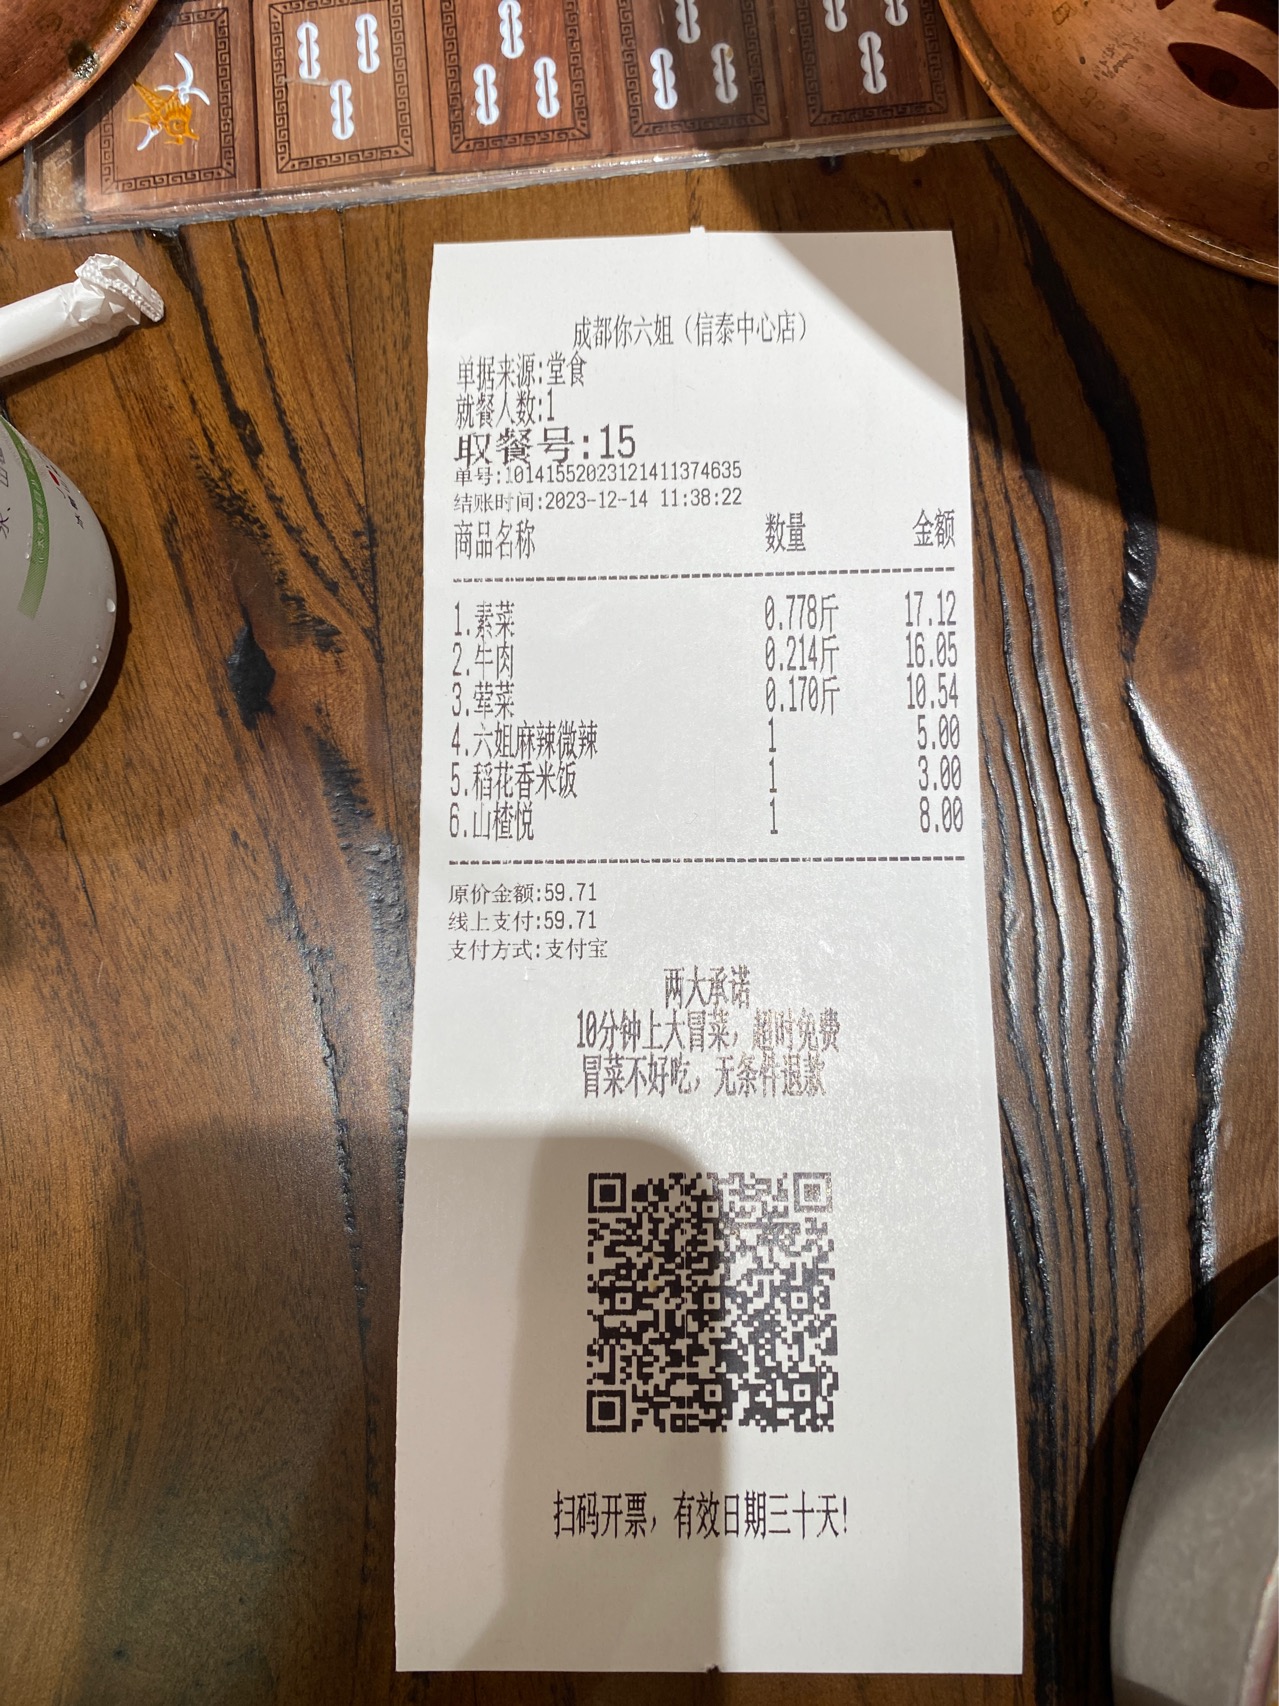 成都你六姐（信泰中心店）
单据来源:堂食
就餐人数:1
取餐号:15
单号:10141552023121411374635
结账时间:2023-12-14 11:38:22
商品名称 数量 金额
1.素菜 0.778斤 17.12
2.牛肉 0.214斤 16.05
3.荤菜 0.170斤 10.54
4.六姐麻辣微辣 1 5.00
5.稻花香米饭 1 3.00
6.山楂悦 1 8.00
原价金额:59.71
线上支付:59.71
支付方式:支付宝
两大承诺
10分钟上大冒菜，超时免费
冒菜不好吃，无条件退款
扫码开票，有效日期三十天!